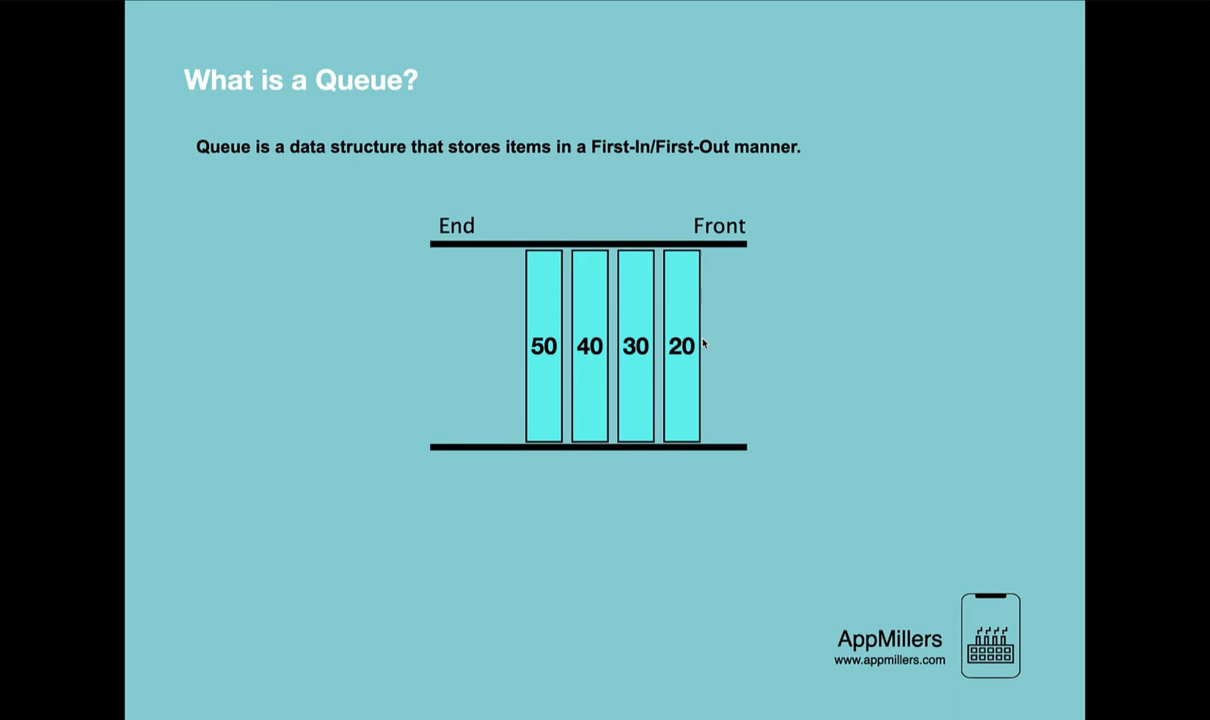 What is a Queue?
Queue is a data structure that stores items in a First-In/First-Out manner.
End Front
50 40 30 20
AppMillers
www.appmillers.com